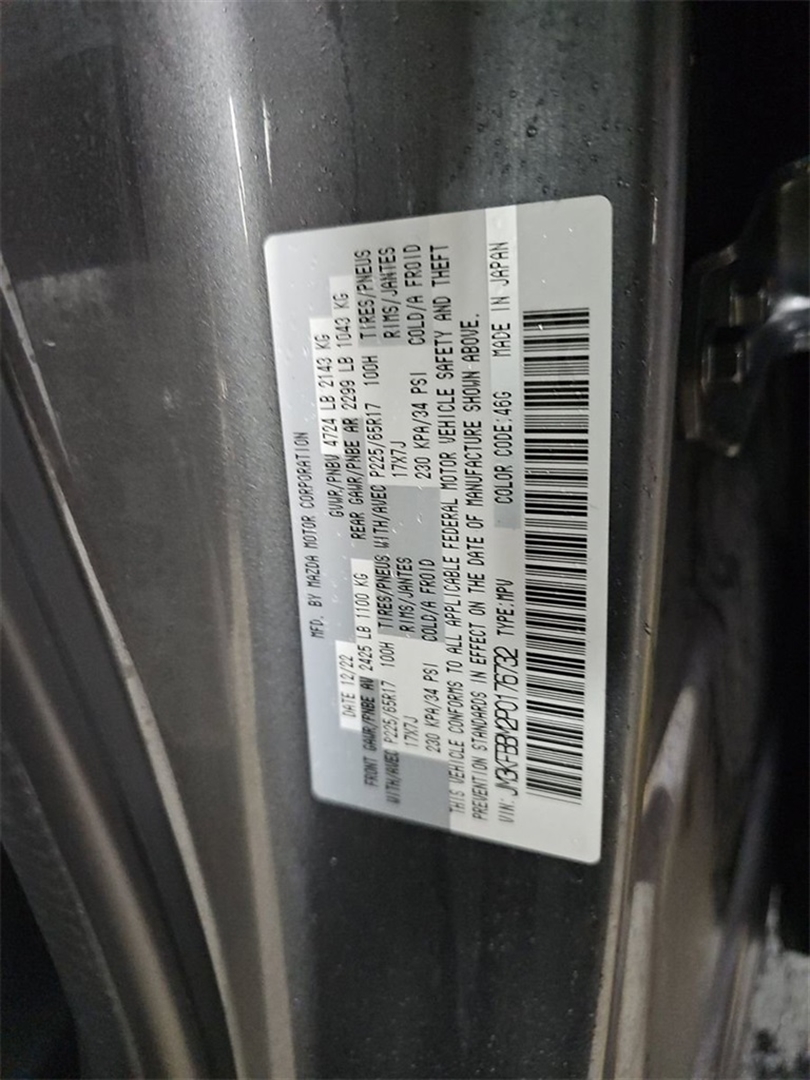 MFD. BY MAZDA MOTOR CORPORATION
DATE 12/22 GVWR/PNBV 4724 LB 2143 KG
FRONT GAWR/PNBE AV 2425 LB 1100 KG REAR GAWR/PNBE AR 2299 LB 1043 KG
WITH/AVEC P225/65R17 100H TIRES/PNEUS WITH/AVEC P225/65R17 100H TIRES/PNEUS
17X7J RIMS/JANTES 17X7J RIMS/JANTES
230 KPA/34 PSI COLD/A FROID 230 KPA/34 PSI COLD/A FROID
THIS VEHICLE CONFORMS TO ALL APPLICABLE FEDERAL MOTOR VEHICLE SAFETY AND THEFT
PREVENTION STANDARDS IN EFFECT ON THE DATE OF MANUFACTURE SHOWN ABOVE.
VIN: JM3KFBBM2P0176732 TYPE:MPV COLOR CODE:46G MADE IN JAPAN